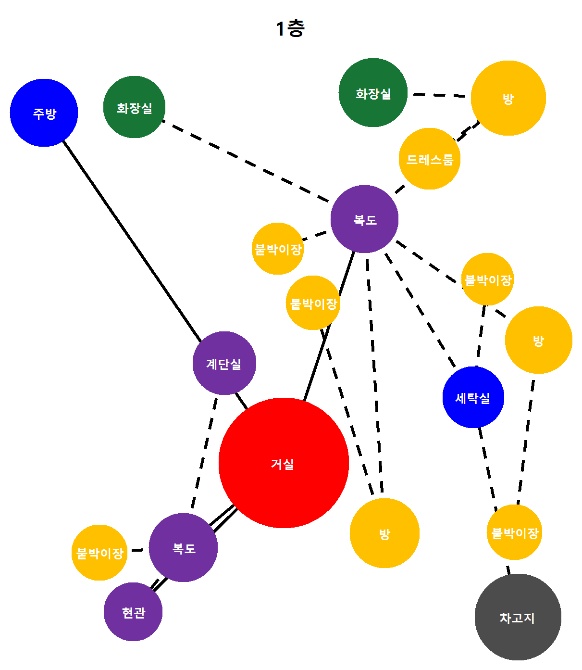 1층
주방
화장실
화장실
방
드레스룸
복도
붙박이장
붙박이장
붙박이장
방
계단실
세탁실
거실
방
붙박이장
복도
붙박이장
현관
차고지